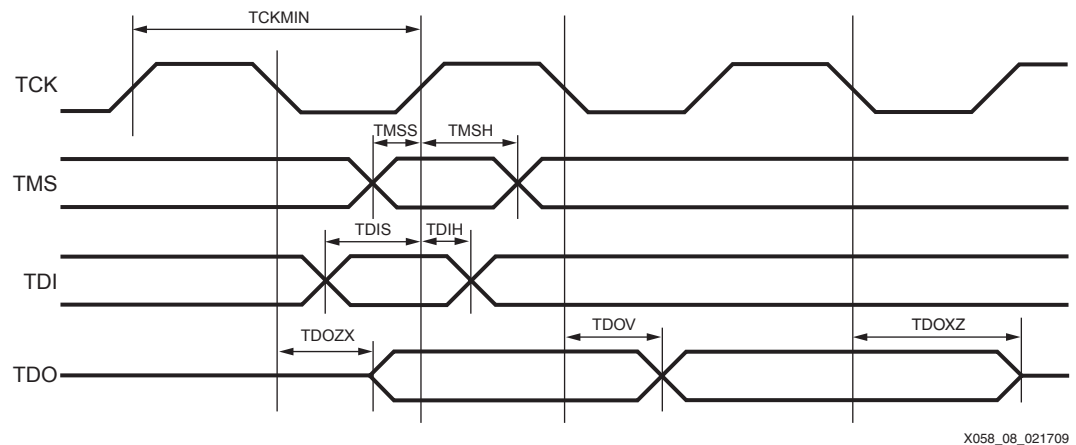 TCKMIN
TCK
TMSS TMSH
TMS
TDIS TDIH
TDI
TDOZX TDOV TDOXZ
TDO
X058_08_021709